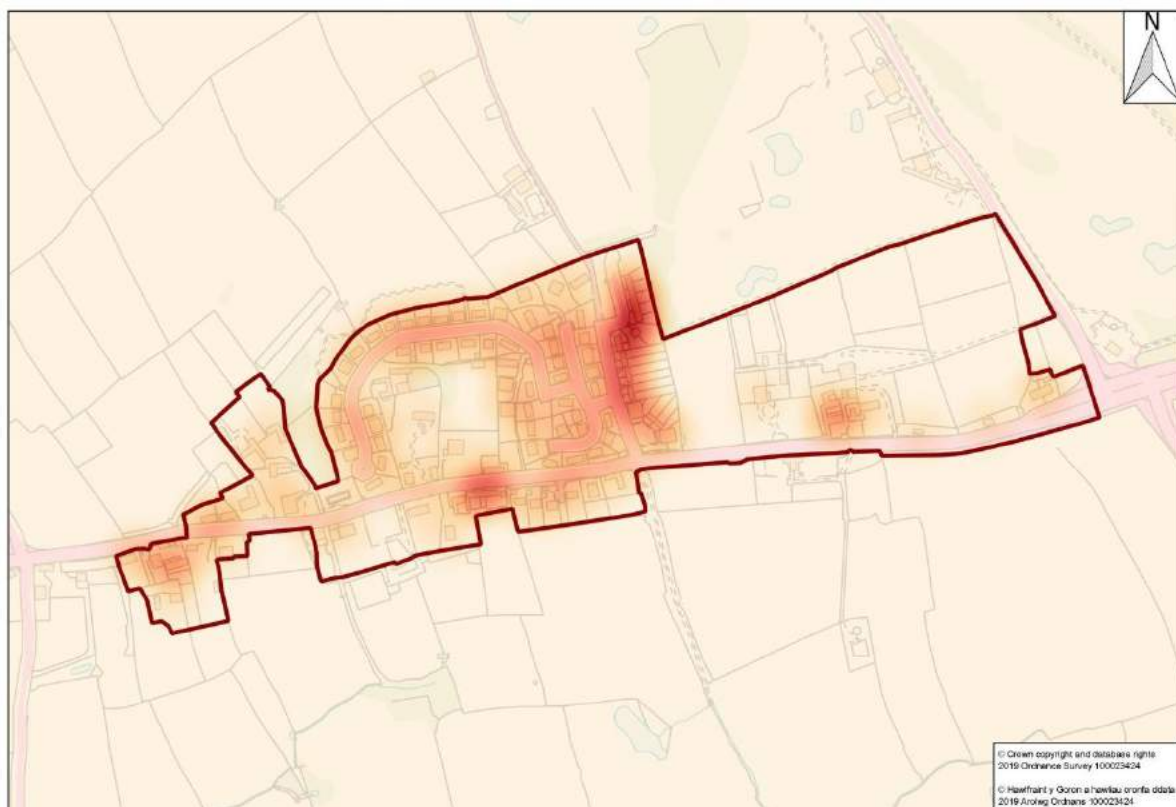 N
© Crown copyright and database rights
2019 Ordnance Survey 100023424
© Hawlfraint y Goron a hawliau cronfa ddata
2019 Arolwg Ordnans 100023424